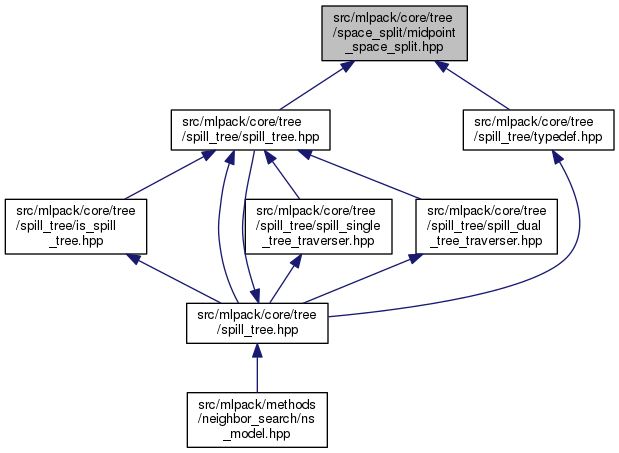 src/mlpack/core/tree
/space_split/midpoint
_space_split.hpp
src/mlpack/core/tree
/spill_tree/spill_tree.hpp
src/mlpack/core/tree
/spill_tree/typedef.hpp
src/mlpack/core/tree
/spill_tree/is_spill
_tree.hpp
src/mlpack/core/tree
/spill_tree/spill_single
_tree_traverser.hpp
src/mlpack/core/tree
/spill_tree/spill_dual
_tree_traverser.hpp
src/mlpack/core/tree
/spill_tree.hpp
src/mlpack/methods
/neighbor_search/ns
_model.hpp